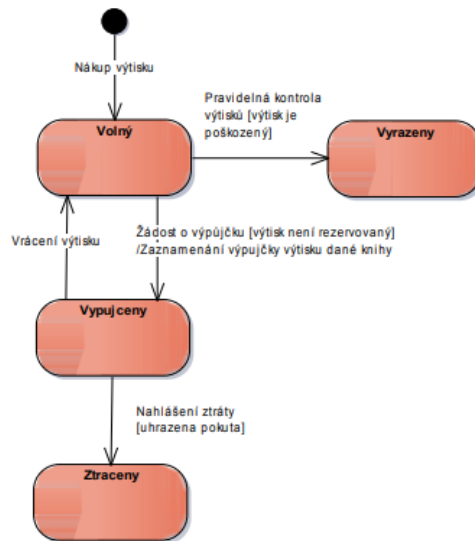 Nákup výtisku
Volný
Pravidelná kontrola
výtisků [výtisk je
poškozený]
Vyrazeny
Žádost o výpůjčku [výtisk není rezervovaný]
/Zaznamenání výpujčky výtisku dané knihy
Vrácení výtisku
Vypujceny
Nahlášení ztráty
[uhrazena pokuta]
Ztraceny